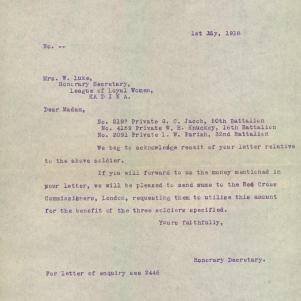 1st July, 1918
No. --
Mrs. W. Luke,
Honorary Secretary,
League of Loyal Women,
KADINA.
Dear Madam,
No. 2197 Private G. C. Jacob, 50th Battalion
No. 4159 Private W. H. Knuckey, 16th Battalion
No. 2091 Private I. W. Parish, 32nd Battalion
We beg to acknowledge receit of your letter relative
to the above soldier.
If you will forward to us the money mentioned in
your letter, we will be pleased to send same to the Red Cross
Commissioners, London, requesting them to utilise this amount
for the benefit of the three soldiers specified.
Yours faithfully,
Honorary Secretary.
For letter of enquiry see 2446